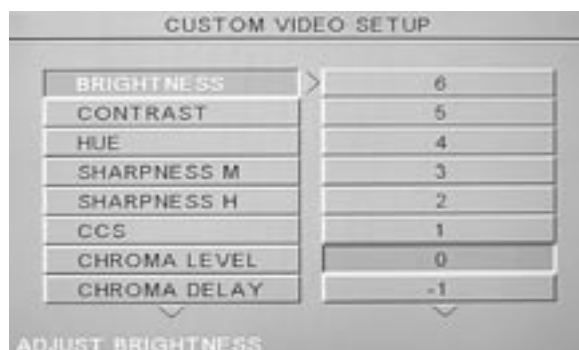 CUSTOM VIDEO SETUP
BRIGHTNESS > 6
CONTRAST 5
HUE 4
SHARPNESS M 3
SHARPNESS H 2
CCS 1
CHROMA LEVEL 0
CHROMA DELAY -1
ADJUST BRIGHTNESS